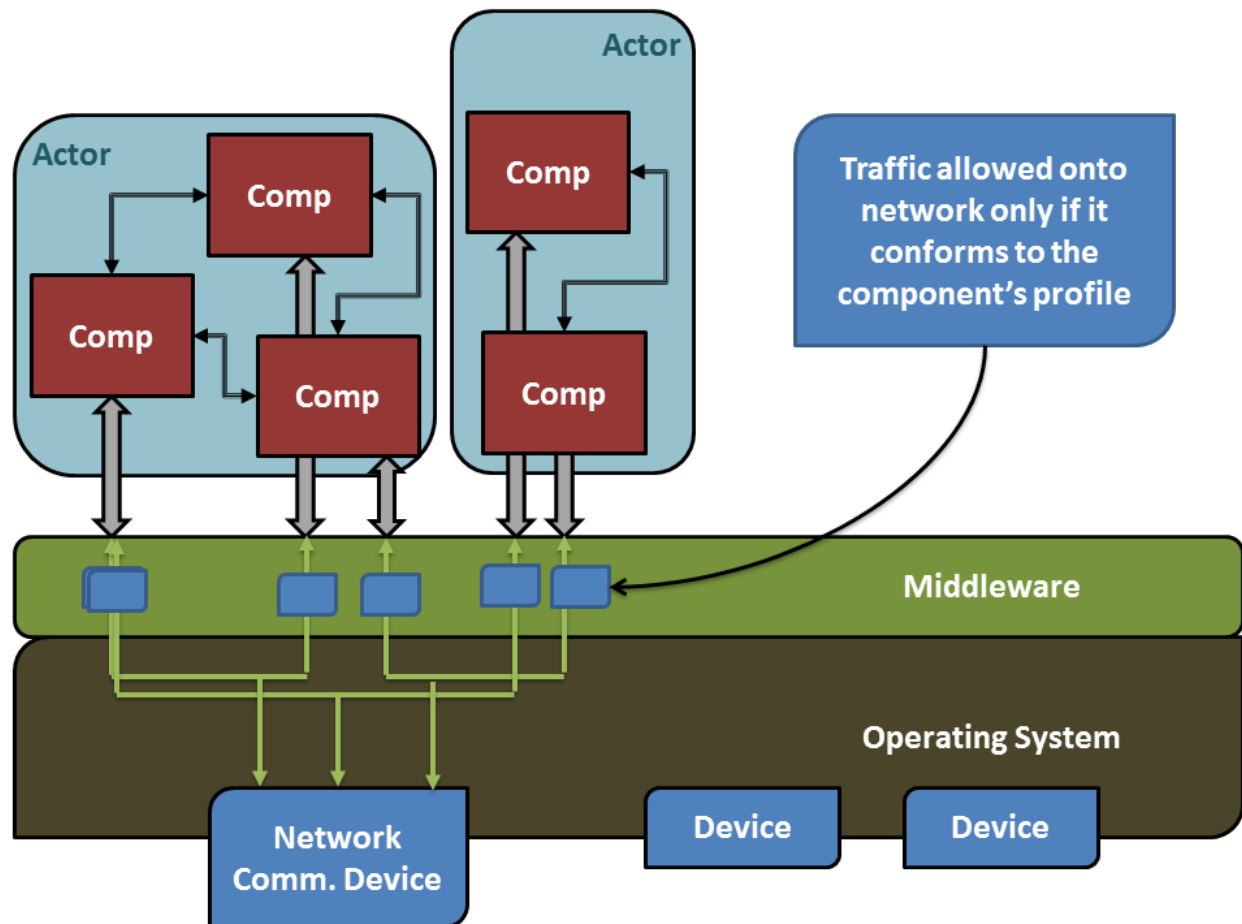 Actor
Actor
Comp
Comp
Comp
Comp
Comp
Traffic allowed onto
network only if it
conforms to the
component’s profile
Middleware
Operating System
Network
Comm. Device
Device
Device